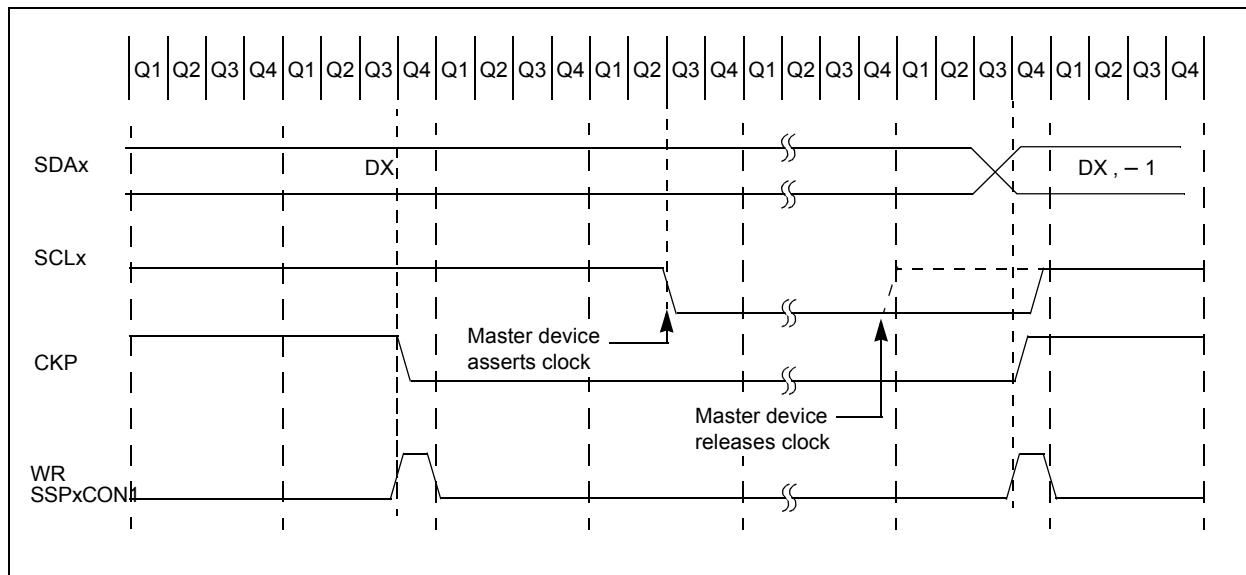 Q1 Q2 Q3 Q4 Q1 Q2 Q3 Q4 Q1 Q2 Q3 Q4 Q1 Q2 Q3 Q4 Q1 Q2 Q3 Q4 Q1 Q2 Q3 Q4 Q1 Q2 Q3 Q4
SDAx
DX
DX , – 1
SCLx
Master device
asserts clock
CKP
Master device
releases clock
WR
SSPxCON1